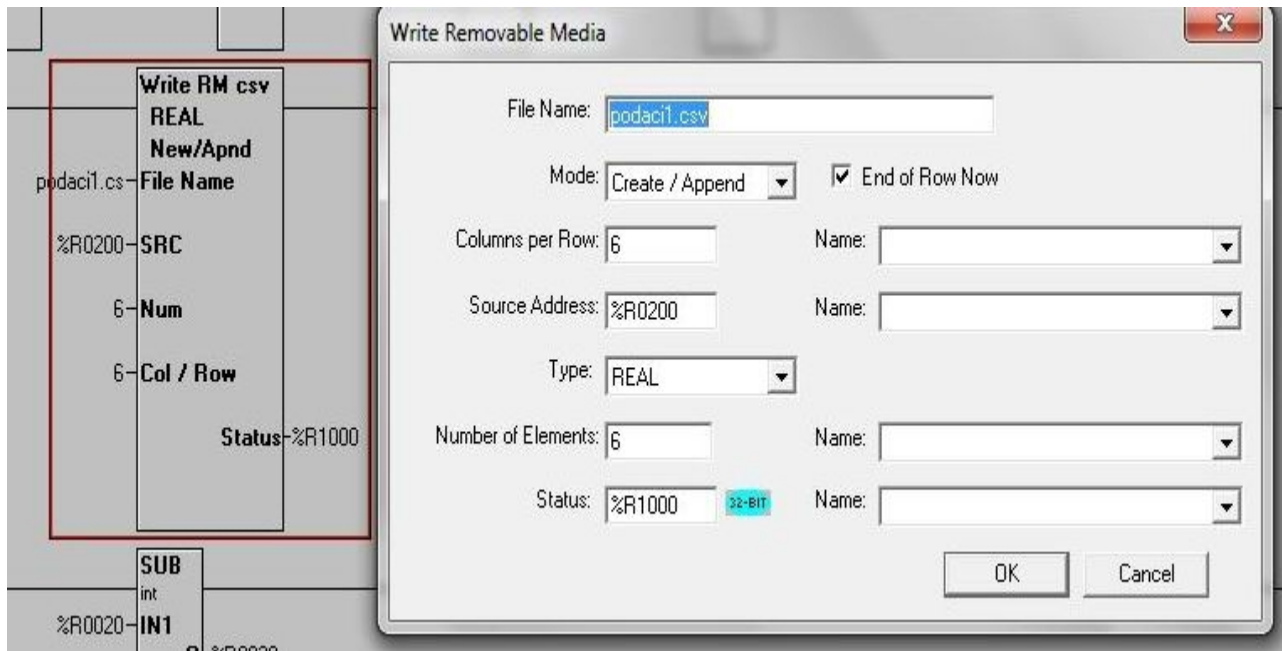 Write RM csv
REAL
New/Apnd
podaci1.cs File Name
%R0200 SRC
6 Num
6 Col / Row
Status %R1000
SUB
int
%R0020 IN1
Write Removable Media
File Name: podaci1.csv
Mode: Create / Append End of Row Now
Columns per Row: 6 Name:
Source Address: %R0200 Name:
Type: REAL
Number of Elements: 6 Name:
Status: %R1000 32-BIT Name:
OK Cancel